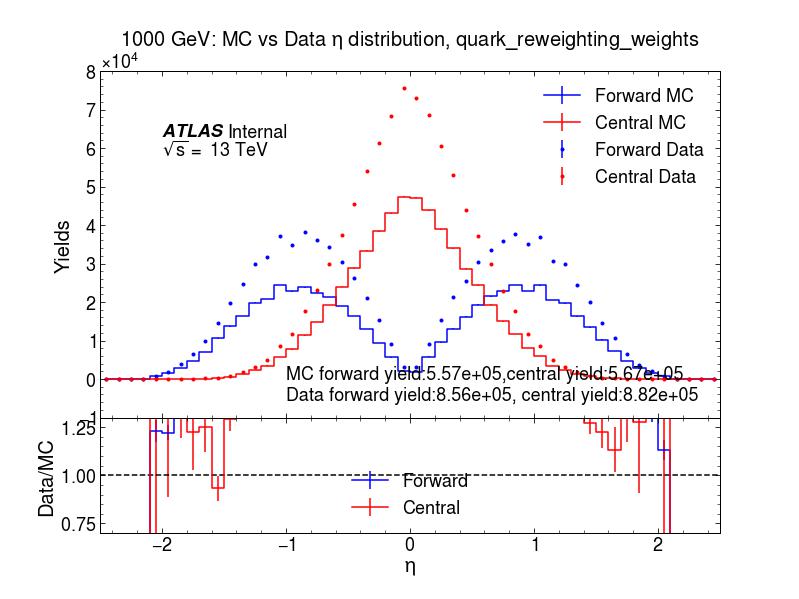 1000 GeV: MC vs Data η distribution, quark_reweighting_weights
×10⁴
8
7
6
5
4
3
2
1
0
−1
Yields
ATLAS Internal
√s = 13 TeV
Forward MC
Central MC
Forward Data
Central Data
MC forward yield:5.57e+05,central yield:5.67e+05
Data forward yield:8.56e+05, central yield:8.82e+05
1.25
1.00
0.75
Data/MC
Forward
Central
−2 −1 0 1 2
η